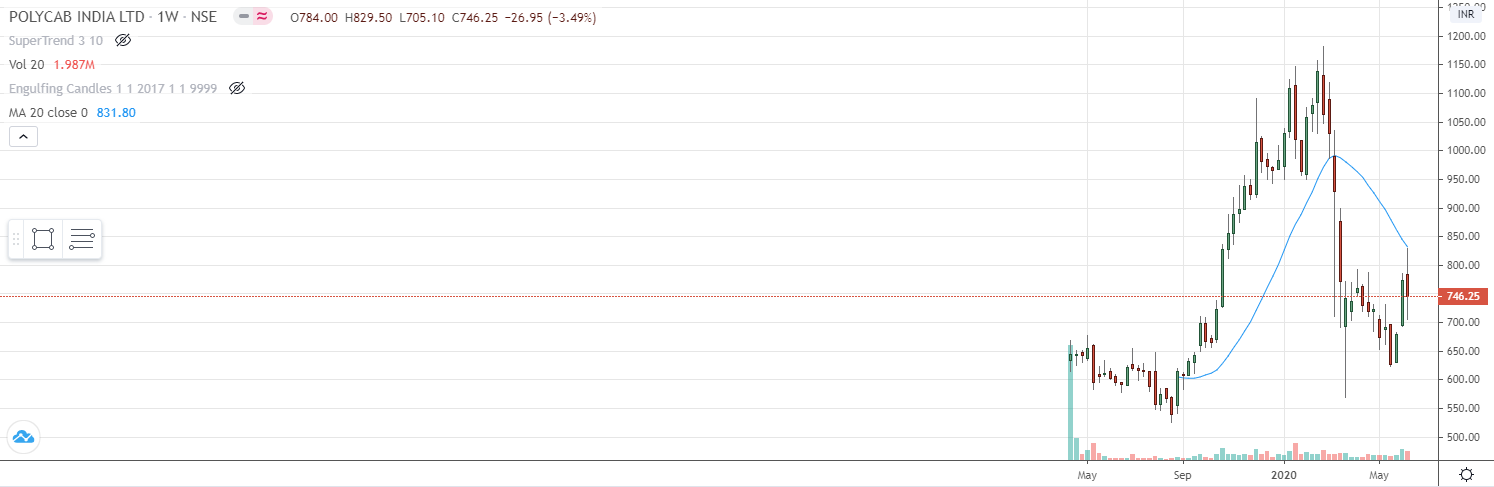 POLYCAB INDIA LTD · 1W · NSE O784.00 H829.50 L705.10 C746.25 −26.95 (−3.49%)
SuperTrend 3 10
Vol 20 1.987M
Engulfing Candles 1 1 2017 1 1 9999
MA 20 close 0 831.80
INR
1200.00
1150.00
1100.00
1050.00
1000.00
950.00
900.00
850.00
800.00
746.25
700.00
650.00
600.00
550.00
500.00
May Sep 2020 May